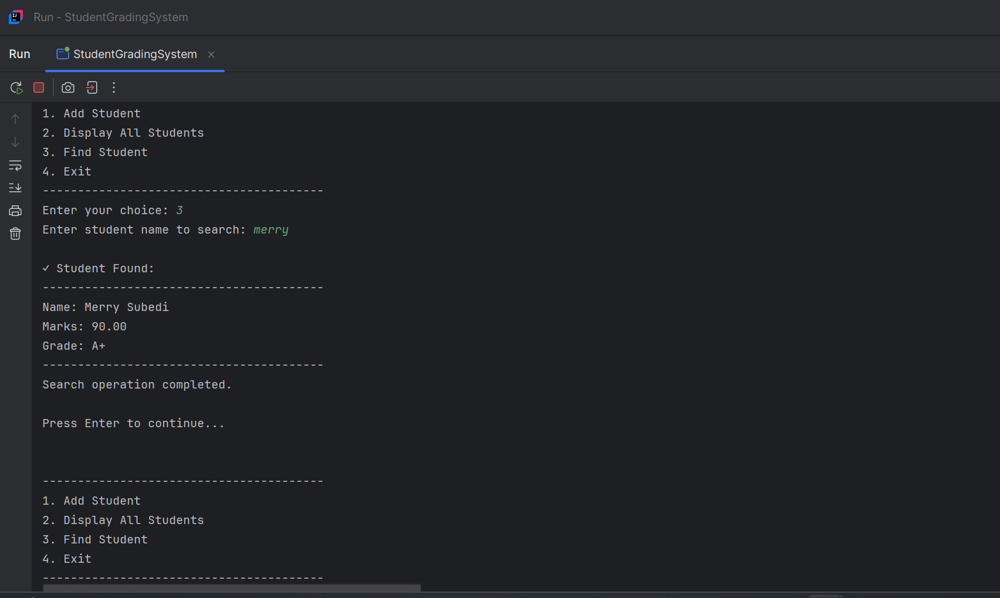 Run - StudentGradingSystem
Run StudentGradingSystem
1. Add Student
2. Display All Students
3. Find Student
4. Exit
----------------------------------------
Enter your choice: 3
Enter student name to search: merry
✓ Student Found:
----------------------------------------
Name: Merry Subedi
Marks: 90.00
Grade: A+
----------------------------------------
Search operation completed.
Press Enter to continue...
----------------------------------------
1. Add Student
2. Display All Students
3. Find Student
4. Exit
----------------------------------------